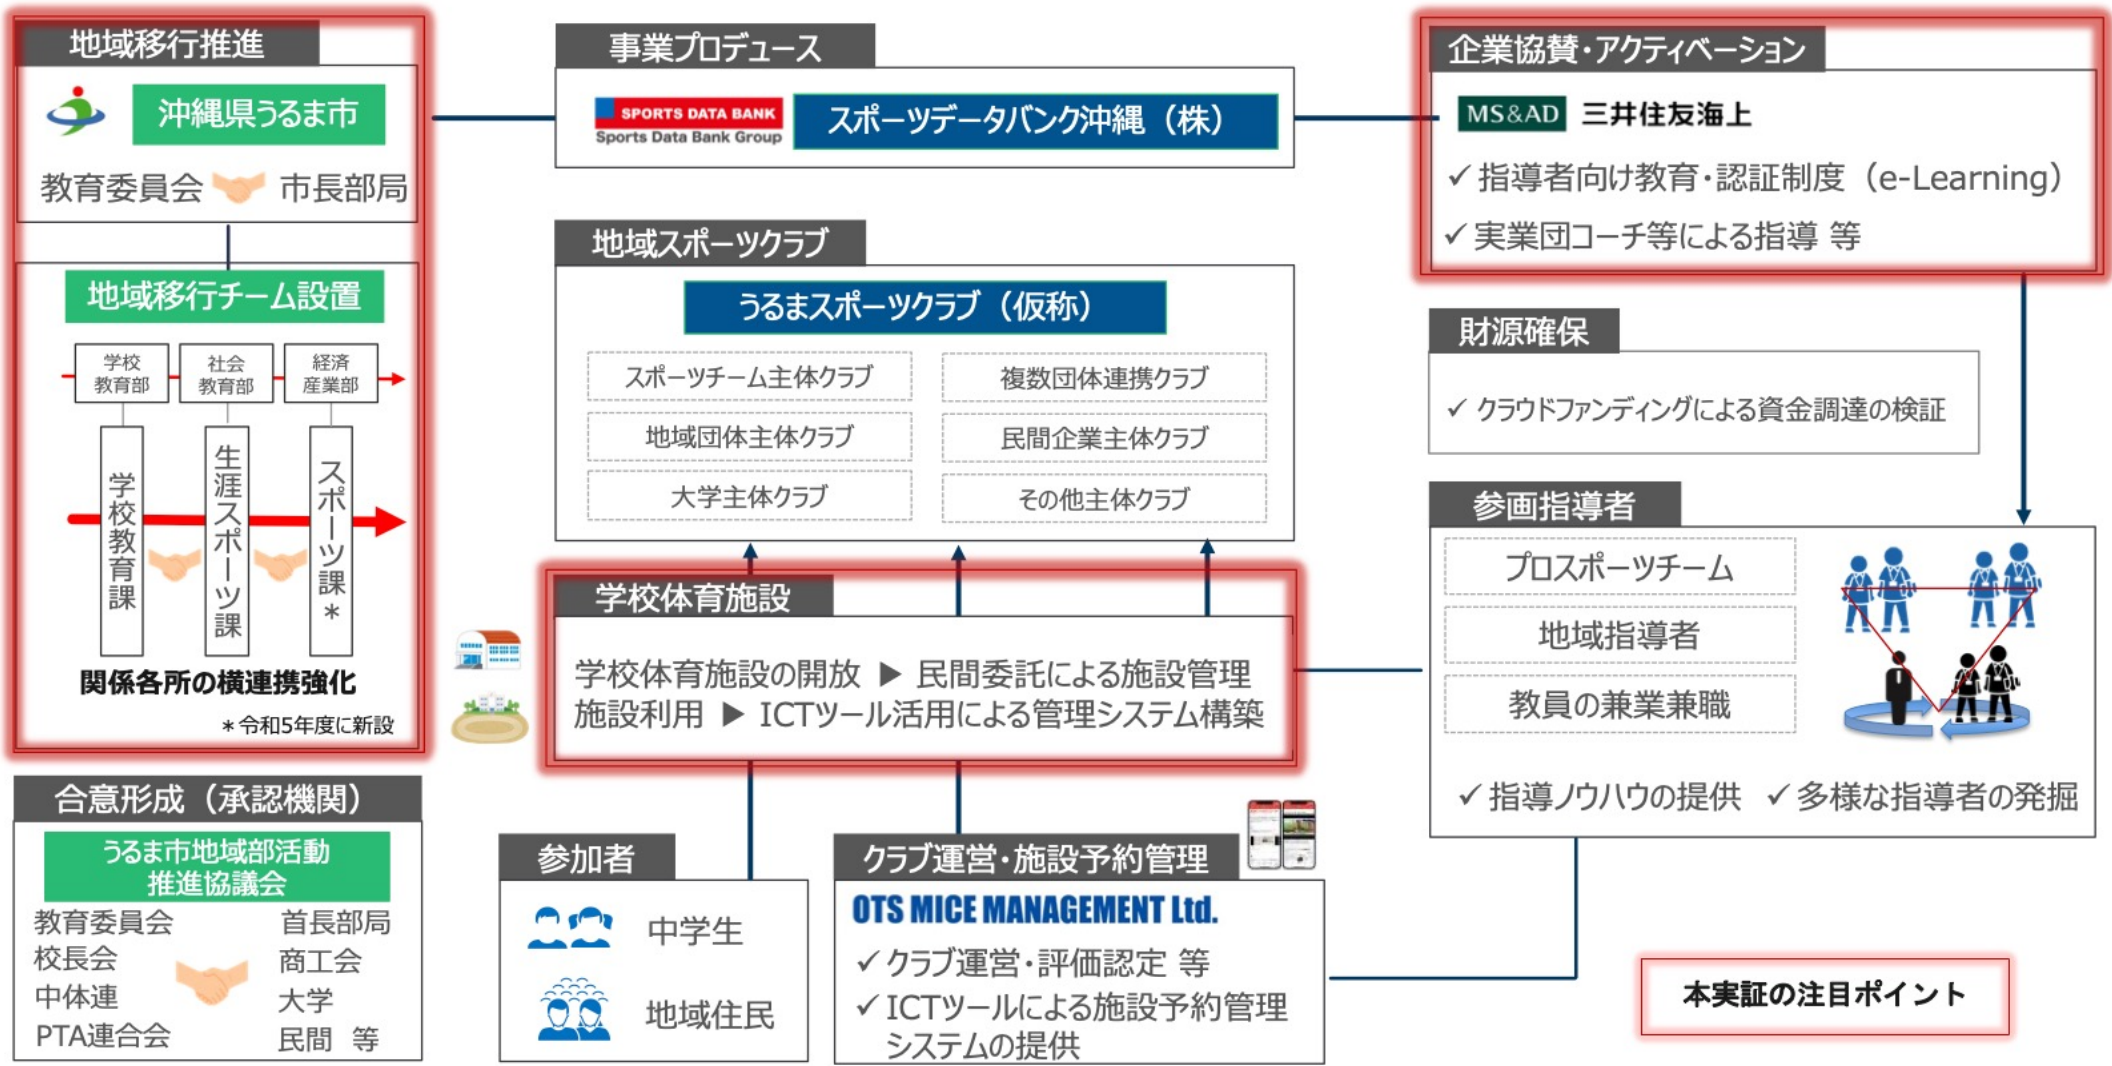 地域移行推進
沖縄県うるま市
教育委員会
市長部局
地域移行チーム設置
学校
教育部
社会
教育部
経済
産業部
学校教育課
生涯スポーツ課
スポーツ課＊
関係各所の横連携強化
＊令和5年度に新設
合意形成（承認機関）
うるま市地域部活動
推進協議会
教育委員会
校長会
中体連
PTA連合会
首長部局
商工会
大学
民間 等
事業プロデュース
SPORTS DATA BANK
Sports Data Bank Group
スポーツデータバンク沖縄（株）
地域スポーツクラブ
うるまスポーツクラブ（仮称）
スポーツチーム主体クラブ
複数団体連携クラブ
地域団体主体クラブ
民間企業主体クラブ
大学主体クラブ
その他主体クラブ
学校体育施設
学校体育施設の開放 ▶ 民間委託による施設管理
施設利用 ▶ ICTツール活用による管理システム構築
参加者
中学生
地域住民
クラブ運営・施設予約管理
OTS MICE MANAGEMENT Ltd.
✓クラブ運営・評価認定 等
✓ICTツールによる施設予約管理
システムの提供
企業協賛・アクティベーション
MS&AD 三井住友海上
✓指導者向け教育・認証制度（e-Learning）
✓実業団コーチ等による指導 等
財源確保
✓クラウドファンディングによる資金調達の検証
参画指導者
プロスポーツチーム
地域指導者
教員の兼業兼職
✓指導ノウハウの提供 ✓多様な指導者の発掘
本実証の注目ポイント